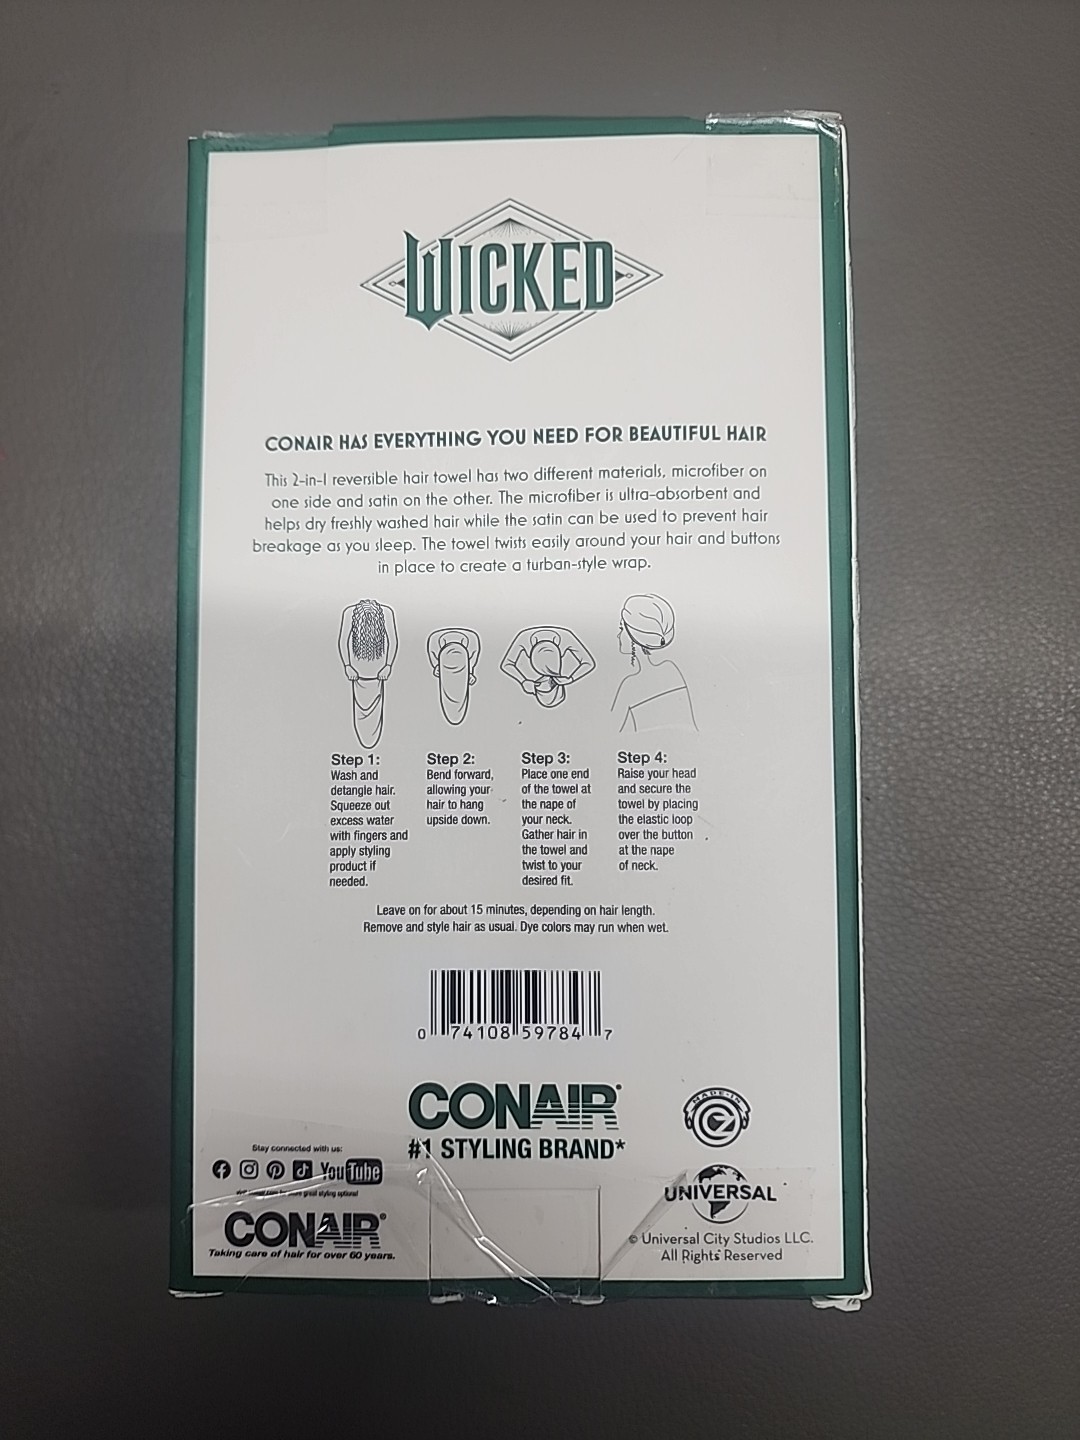 WICKED
CONAIR HAS EVERYTHING YOU NEED FOR BEAUTIFUL HAIR
This 2-in-1 reversible hair towel has two different materials, microfiber on
one side and satin on the other. The microfiber is ultra-absorbent and
helps dry freshly washed hair while the satin can be used to prevent hair
breakage as you sleep. The towel twists easily around your hair and buttons
in place to create a turban-style wrap.
Step 1:
Wash and
detangle hair.
Squeeze out
excess water
with fingers and
apply styling
product if
needed.
Step 2:
Bend forward,
allowing your
hair to hang
upside down.
Step 3:
Place one end
of the towel at
the nape of
your neck.
Gather hair in
the towel and
twist to your
desired fit.
Step 4:
Raise your head
and secure the
towel by placing
the elastic loop
over the button
at the nape
of neck.
Leave on for about 15 minutes, depending on hair length.
Remove and style hair as usual. Dye colors may run when wet.
0 74108 59784 7
CONAIR®
#1 STYLING BRAND*
Stay connected with us:
YouTube
great styling options!
CONAIR®
Taking care of hair for over 60 years.
MADE·IN
OZ
UNIVERSAL
© Universal City Studios LLC.
All Rights Reserved